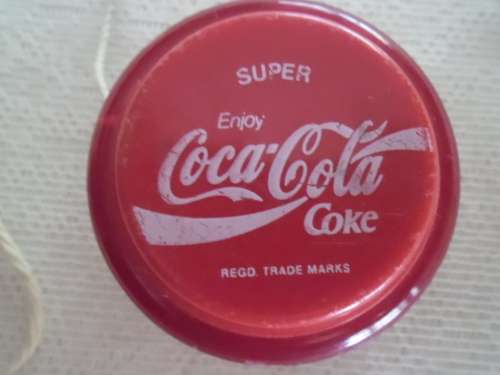 SUPER
Enjoy
Coca-Cola
Coke
REGD. TRADE MARKS